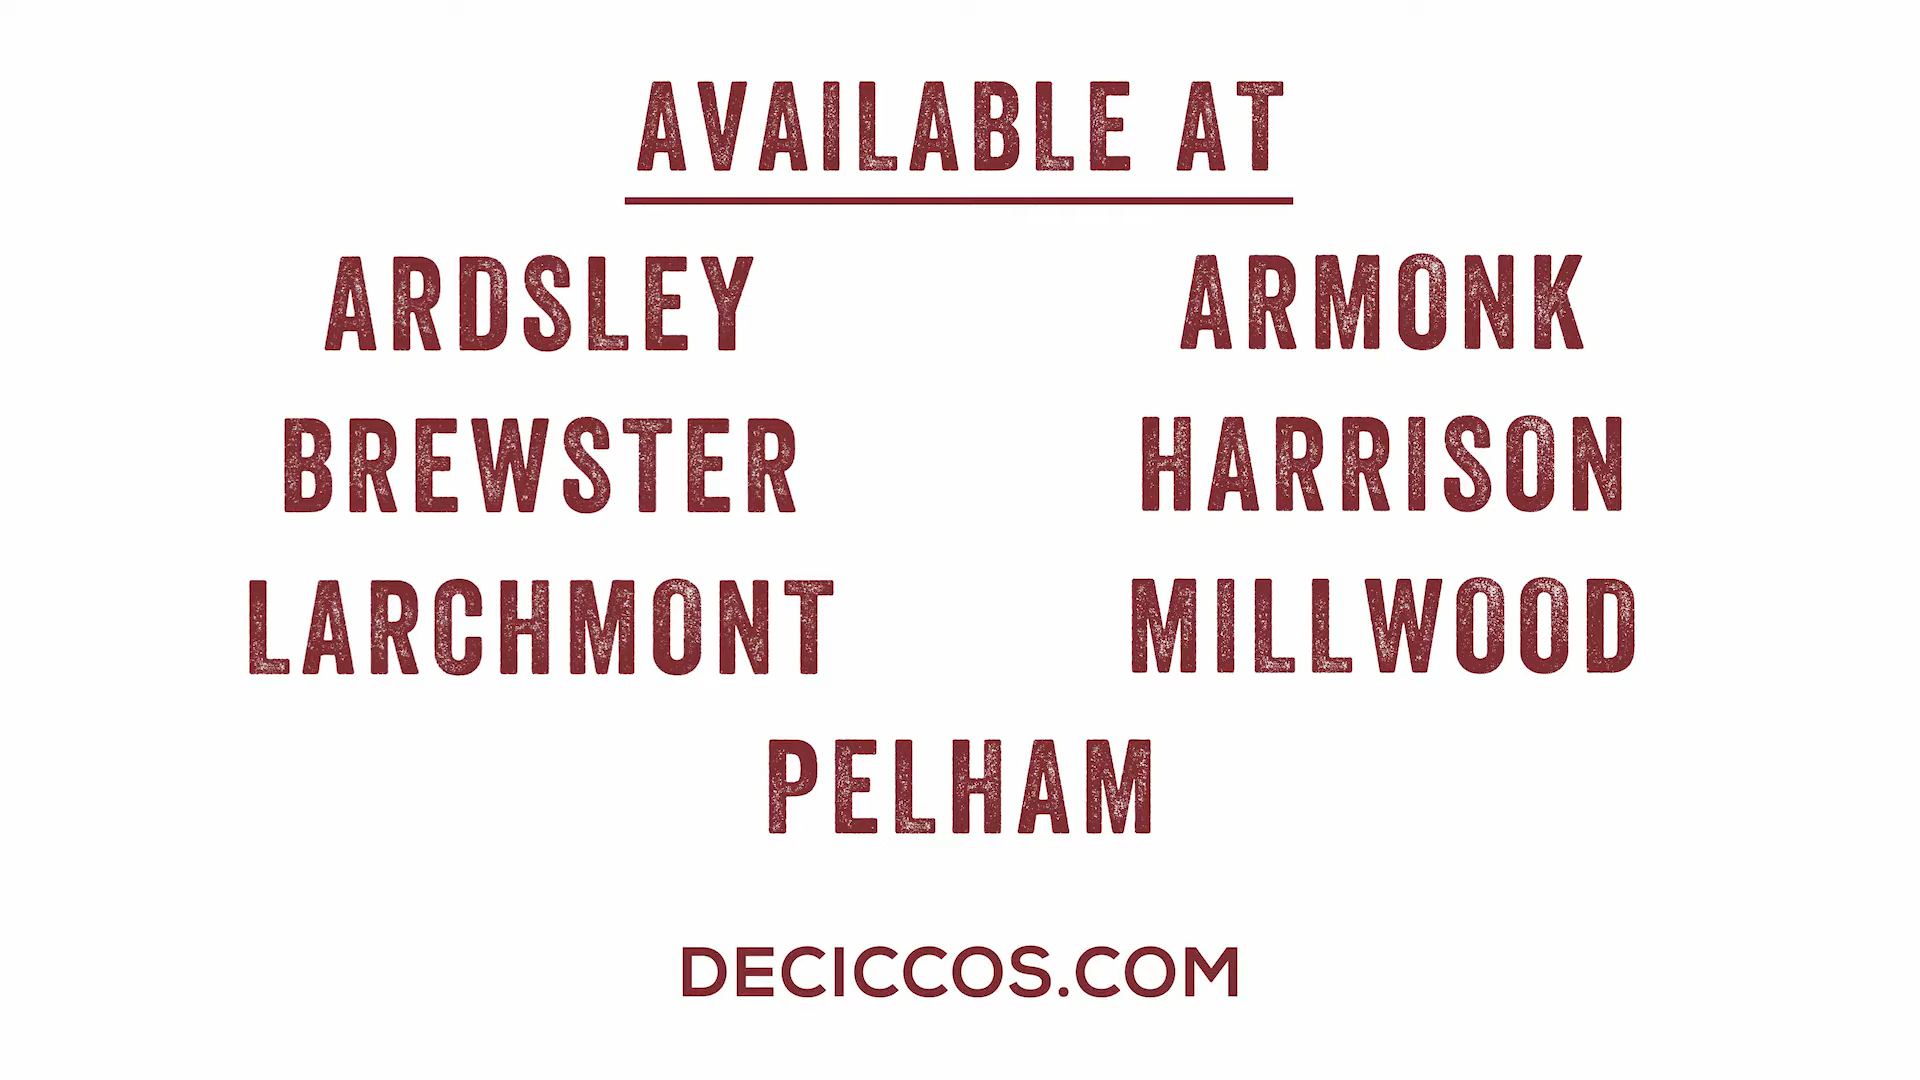 AVAILABLE AT
ARDSLEY ARMONK
BREWSTER HARRISON
LARCHMONT MILLWOOD
PELHAM
DECICCOS.COM